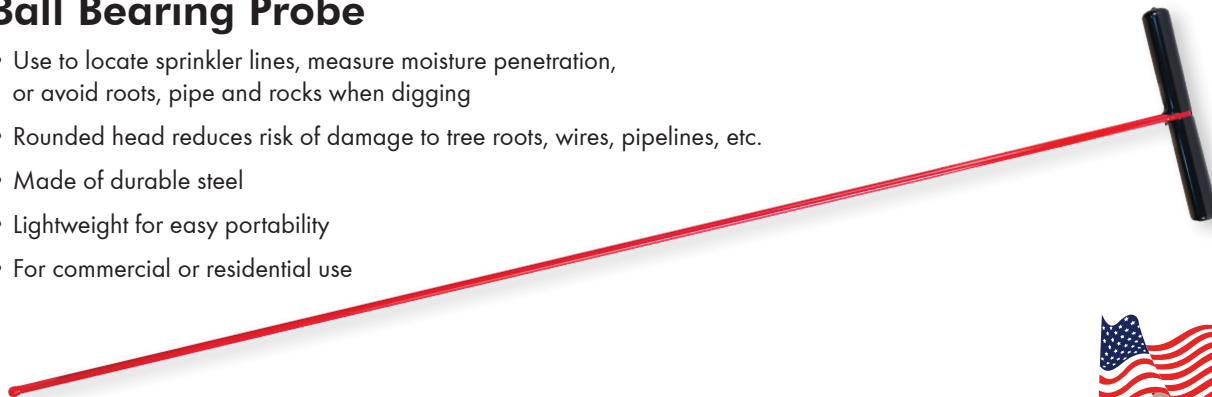 Ball Bearing Probe
• Use to locate sprinkler lines, measure moisture penetration,
or avoid roots, pipe and rocks when digging
• Rounded head reduces risk of damage to tree roots, wires, pipelines, etc.
• Made of durable steel
• Lightweight for easy portability
• For commercial or residential use